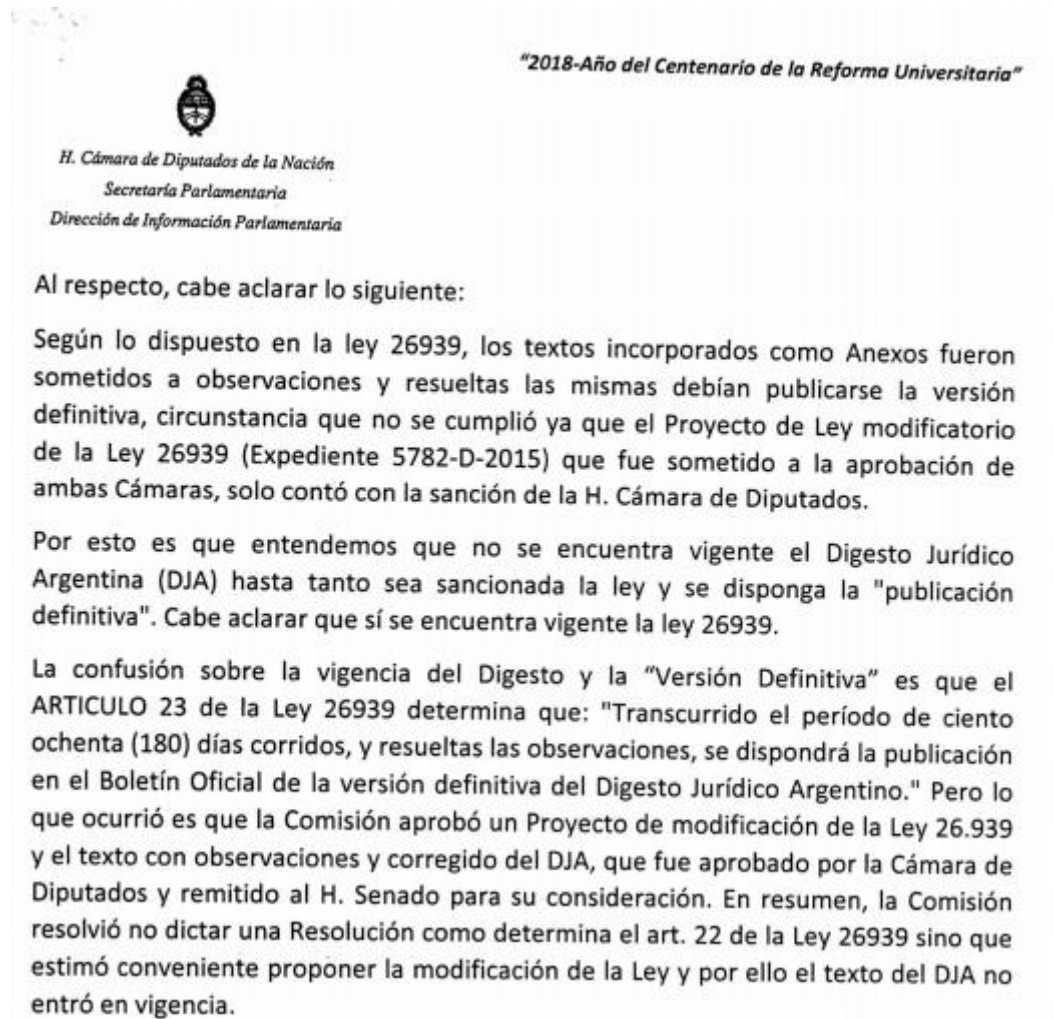 "2018-Año del Centenario de la Reforma Universitaria"
H. Cámara de Diputados de la Nación
Secretaría Parlamentaria
Dirección de Información Parlamentaria
Al respecto, cabe aclarar lo siguiente:
Según lo dispuesto en la ley 26939, los textos incorporados como Anexos fueron
sometidos a observaciones y resueltas las mismas debían publicarse la versión
definitiva, circunstancia que no se cumplió ya que el Proyecto de Ley modificatorio
de la Ley 26939 (Expediente 5782-D-2015) que fue sometido a la aprobación de
ambas Cámaras, solo contó con la sanción de la H. Cámara de Diputados.
Por esto es que entendemos que no se encuentra vigente el Digesto Jurídico
Argentina (DJA) hasta tanto sea sancionada la ley y se disponga la "publicación
definitiva". Cabe aclarar que sí se encuentra vigente la ley 26939.
La confusión sobre la vigencia del Digesto y la “Versión Definitiva” es que el
ARTICULO 23 de la Ley 26939 determina que: "Transcurrido el período de ciento
ochenta (180) días corridos, y resueltas las observaciones, se dispondrá la publicación
en el Boletín Oficial de la versión definitiva del Digesto Jurídico Argentino." Pero lo
que ocurrió es que la Comisión aprobó un Proyecto de modificación de la Ley 26.939
y el texto con observaciones y corregido del DJA, que fue aprobado por la Cámara de
Diputados y remitido al H. Senado para su consideración. En resumen, la Comisión
resolvió no dictar una Resolución como determina el art. 22 de la Ley 26939 sino que
estimó conveniente proponer la modificación de la Ley y por ello el texto del DJA no
entró en vigencia.